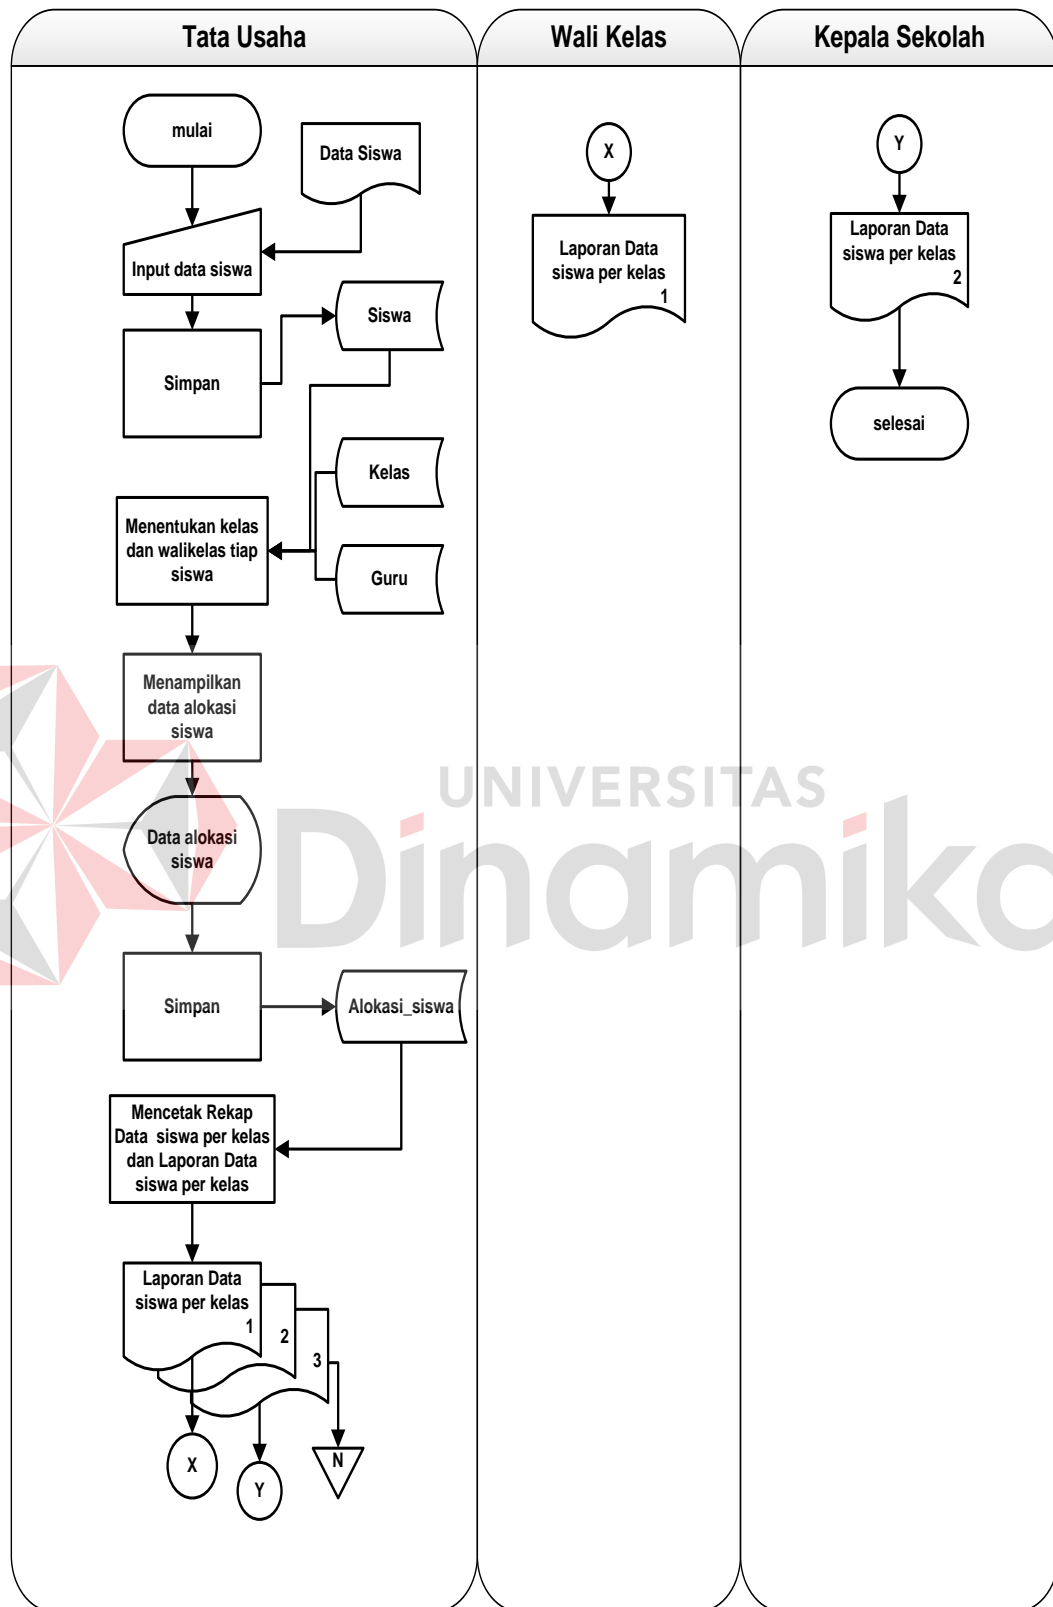 Tata Usaha
Wali Kelas
Kepala Sekolah
mulai
Data Siswa
Input data siswa
Simpan
Siswa
Kelas
Menentukan kelas
dan walikelas tiap
siswa
Guru
Menampilkan
data alokasi
siswa
Data alokasi
siswa
Simpan
Alokasi_siswa
Mencetak Rekap
Data siswa per kelas
dan Laporan Data
siswa per kelas
Laporan Data
siswa per kelas
1
2
3
X
Y
N
X
Laporan Data
siswa per kelas
1
Y
Laporan Data
siswa per kelas
2
selesai
UNIVERSITAS
Dinamika